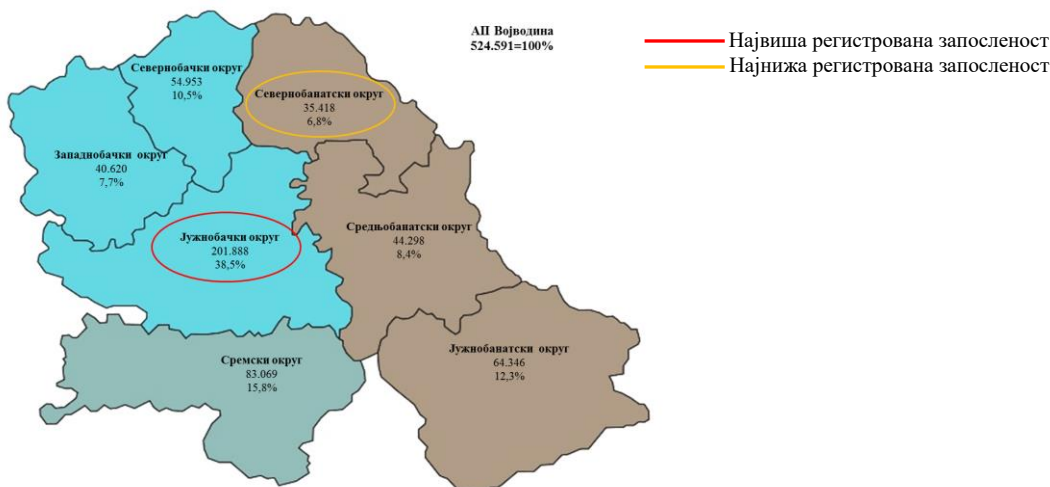 АП Војводина
524.591=100%
Највиша регистрована запосленост
Најнижа регистрована запосленост
Севернобачки округ
54.953
10,5%
Севернобанатски округ
35.418
6,8%
Западнобачки округ
40.620
7,7%
Јужнобачки округ
201.888
38,5%
Средњобанатски округ
44.298
8,4%
Сремски округ
83.069
15,8%
Јужнобанатски округ
64.346
12,3%